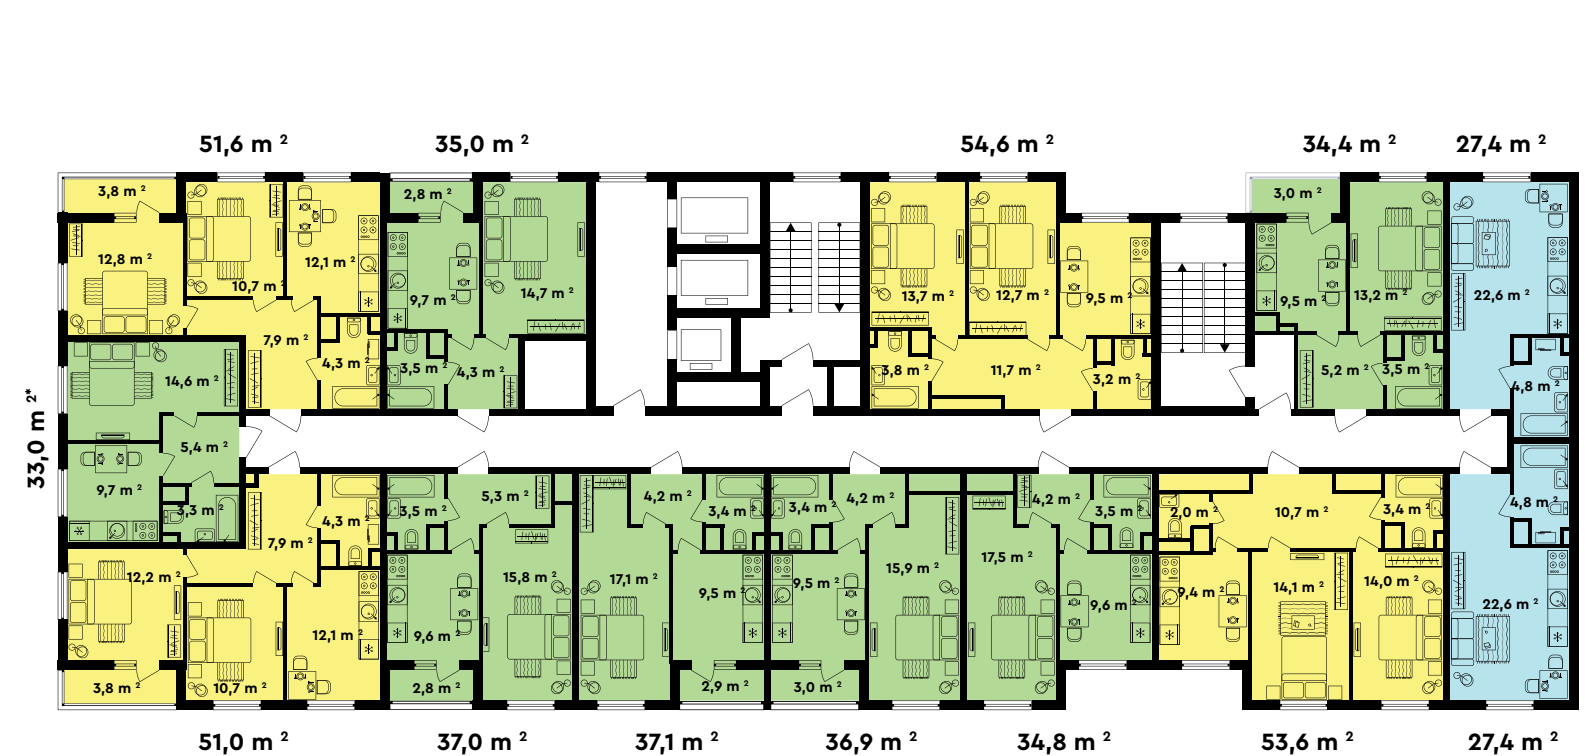 51,6 m ²
35,0 m ²
54,6 m ²
34,4 m ²
27,4 m ²
3,8 m ²
12,8 m ²
10,7 m ²
12,1 m ²
7,9 m ²
4,3 m ²
2,8 m ²
9,7 m ²
14,7 m ²
3,5 m ²
4,3 m ²
13,7 m ²
12,7 m ²
9,5 m ²
3,8 m ²
11,7 m ²
3,2 m ²
3,0 m ²
9,5 m ²
13,2 m ²
5,2 m ²
3,5 m ²
22,6 m ²
4,8 m ²
33,0 m ²*
14,6 m ²
5,4 m ²
9,7 m ²
3,3 m ²
12,2 m ²
3,8 m ²
10,7 m ²
12,1 m ²
7,9 m ²
4,3 m ²
3,5 m ²
5,3 m ²
9,6 m ²
15,8 m ²
2,8 m ²
17,1 m ²
4,2 m ²
3,4 m ²
9,5 m ²
2,9 m ²
3,4 m ²
4,2 m ²
9,5 m ²
15,9 m ²
3,0 m ²
17,5 m ²
4,2 m ²
3,5 m ²
9,6 m ²
2,0 m ²
10,7 m ²
3,4 m ²
9,4 m ²
14,1 m ²
14,0 m ²
4,8 m ²
22,6 m ²
51,0 m ²
37,0 m ²
37,1 m ²
36,9 m ²
34,8 m ²
53,6 m ²
27,4 m ²